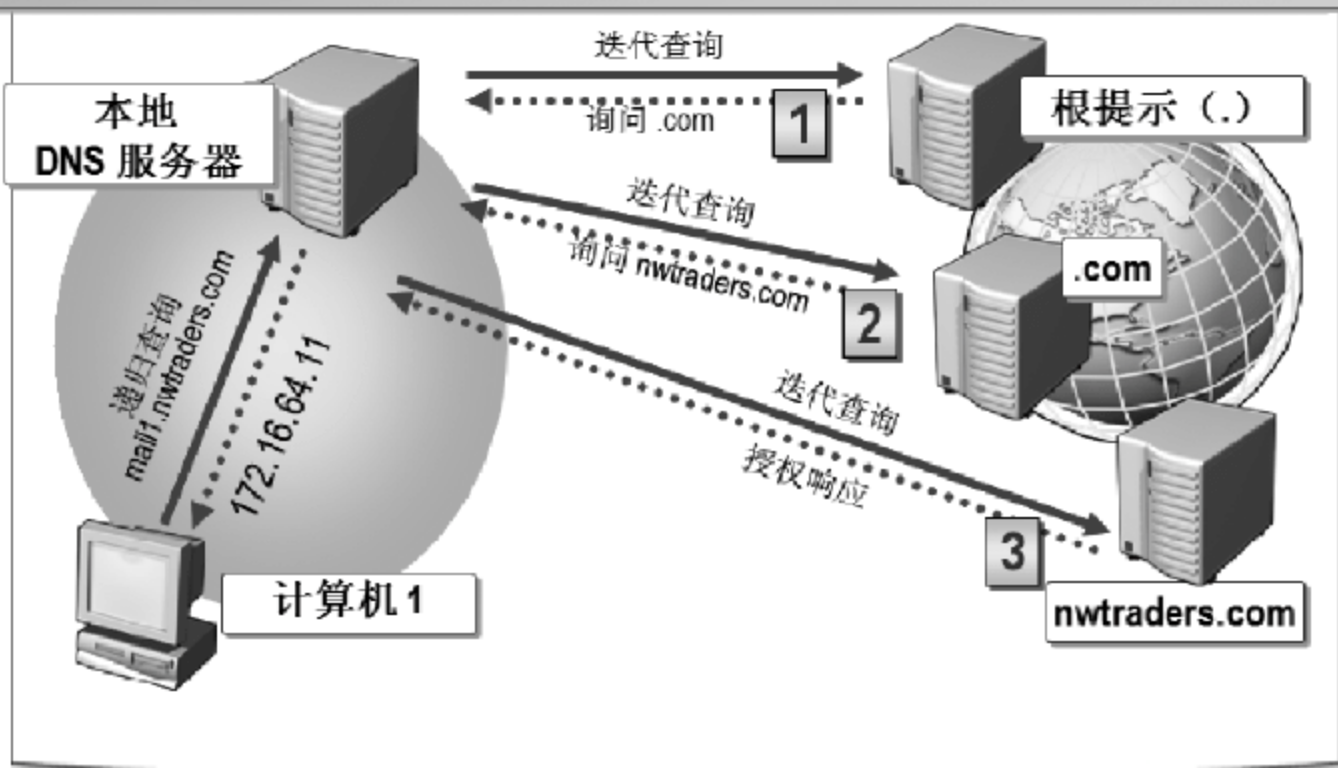 迭代查询
询问 .com
1
根提示（.）
本地
DNS 服务器
迭代查询
询问 nwtraders.com
2
.com
递归查询
mail1.nwtraders.com
172.16.64.11
迭代查询
授权响应
3
计算机 1
nwtraders.com